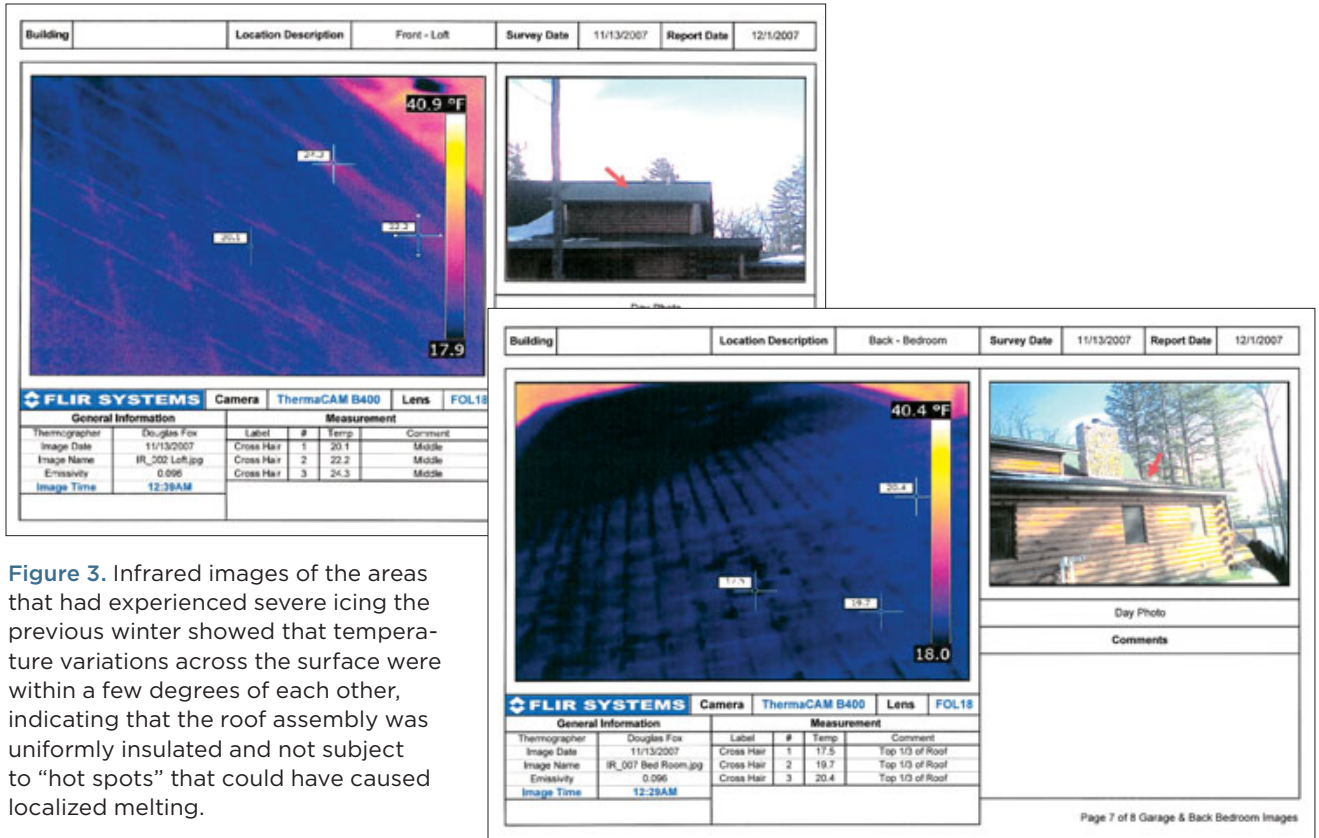 Building Location Description Front - Loft Survey Date 11/13/2007 Report Date 12/1/2007
40.9 °F
24.3
22.2
20.1
17.9
FLIR SYSTEMS Camera ThermaCAM B400 Lens FOL18
General Information Measurement
Thermographer Douglas Fox Label # Temp Comment
Image Date 11/13/2007 Cross Hair 1 20.1 Middle
Image Name IR_002 Loft.jpg Cross Hair 2 22.2 Middle
Emissivity 0.096 Cross Hair 3 24.3 Middle
Image Time 12:39AM
Day Photo
Building Location Description Back - Bedroom Survey Date 11/13/2007 Report Date 12/1/2007
40.4 °F
20.4
17.5
19.7
18.0
FLIR SYSTEMS Camera ThermaCAM B400 Lens FOL18
General Information Measurement
Thermographer Douglas Fox Label # Temp Comment
Image Date 11/13/2007 Cross Hair 1 17.5 Top 1/3 of Roof
Image Name IR_007 Bed Room.jpg Cross Hair 2 19.7 Top 1/3 of Roof
Emissivity 0.096 Cross Hair 3 20.4 Top 1/3 of Roof
Image Time 12:29AM
Day Photo
Comments
Page 7 of 8 Garage & Back Bedroom Images
Figure 3. Infrared images of the areas
that had experienced severe icing the
previous winter showed that tempera-
ture variations across the surface were
within a few degrees of each other,
indicating that the roof assembly was
uniformly insulated and not subject
to “hot spots” that could have caused
localized melting.